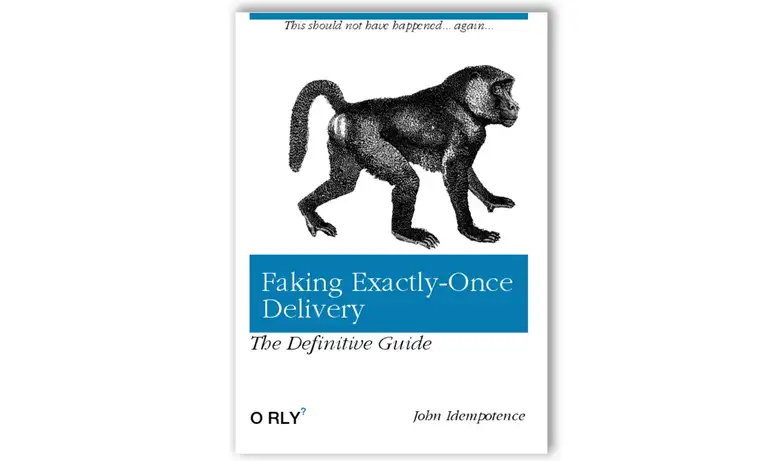 This should not have happened... again...
Faking Exactly-Once
Delivery
The Definitive Guide
O RLY?
John Idempotence